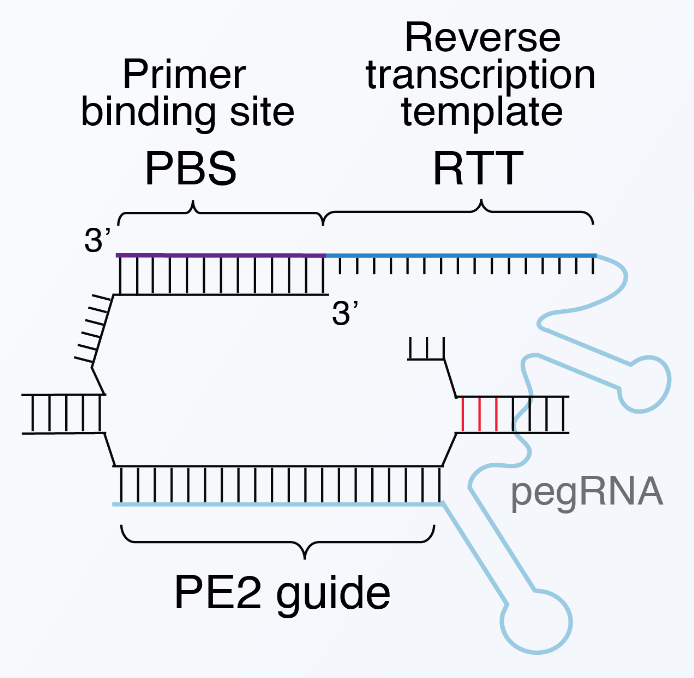 Primer
binding site
PBS
Reverse
transcription
template
RTT
3’
3’
pegRNA
PE2 guide